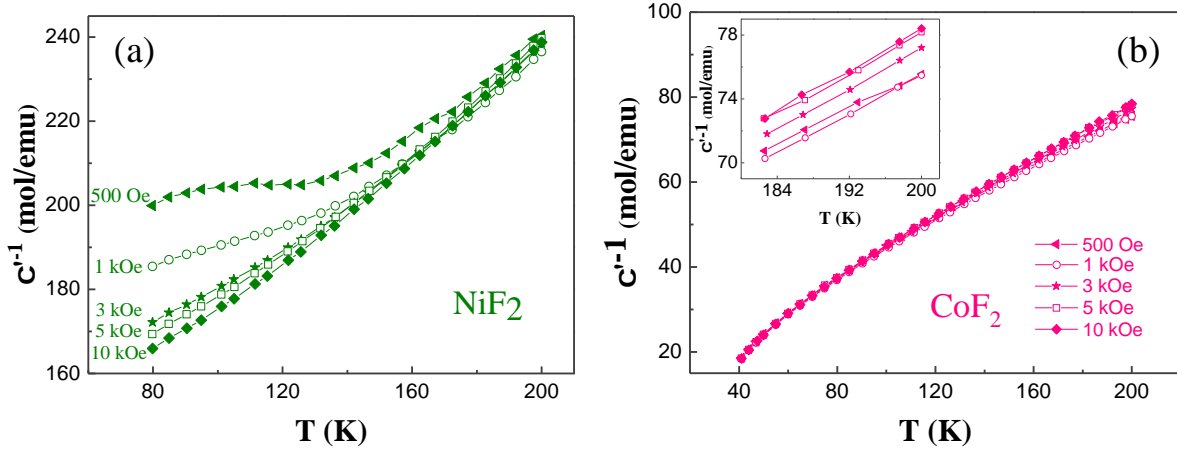 (a)
240
220
200
180
160
80
120
160
200
c'⁻¹ (mol/emu)
T (K)
500 Oe
1 kOe
3 kOe
5 kOe
10 kOe
NiF₂
(b)
100
80
60
40
20
40
80
120
160
200
c'⁻¹ (mol/emu)
T (K)
78
74
70
184
192
200
c'⁻¹ (mol/emu)
T (K)
CoF₂
500 Oe
1 kOe
3 kOe
5 kOe
10 kOe